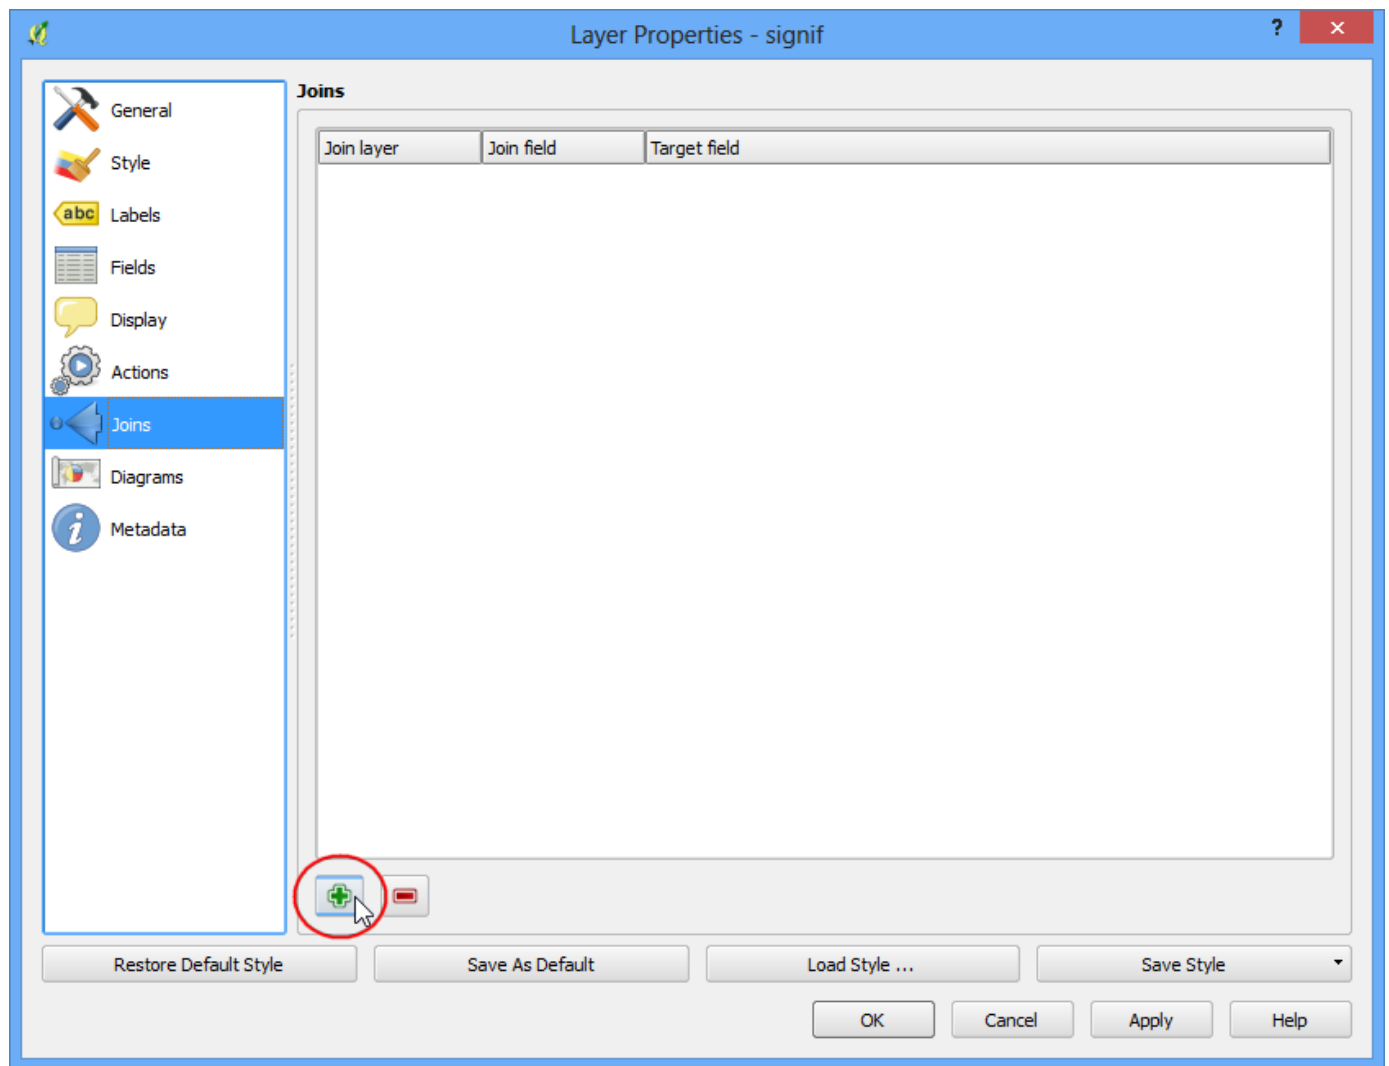 Layer Properties - signif
?
General
Style
abc Labels
Fields
Display
Actions
Joins
Diagrams
i Metadata
Joins
Join layer Join field Target field
Restore Default Style Save As Default Load Style ... Save Style
OK Cancel Apply Help